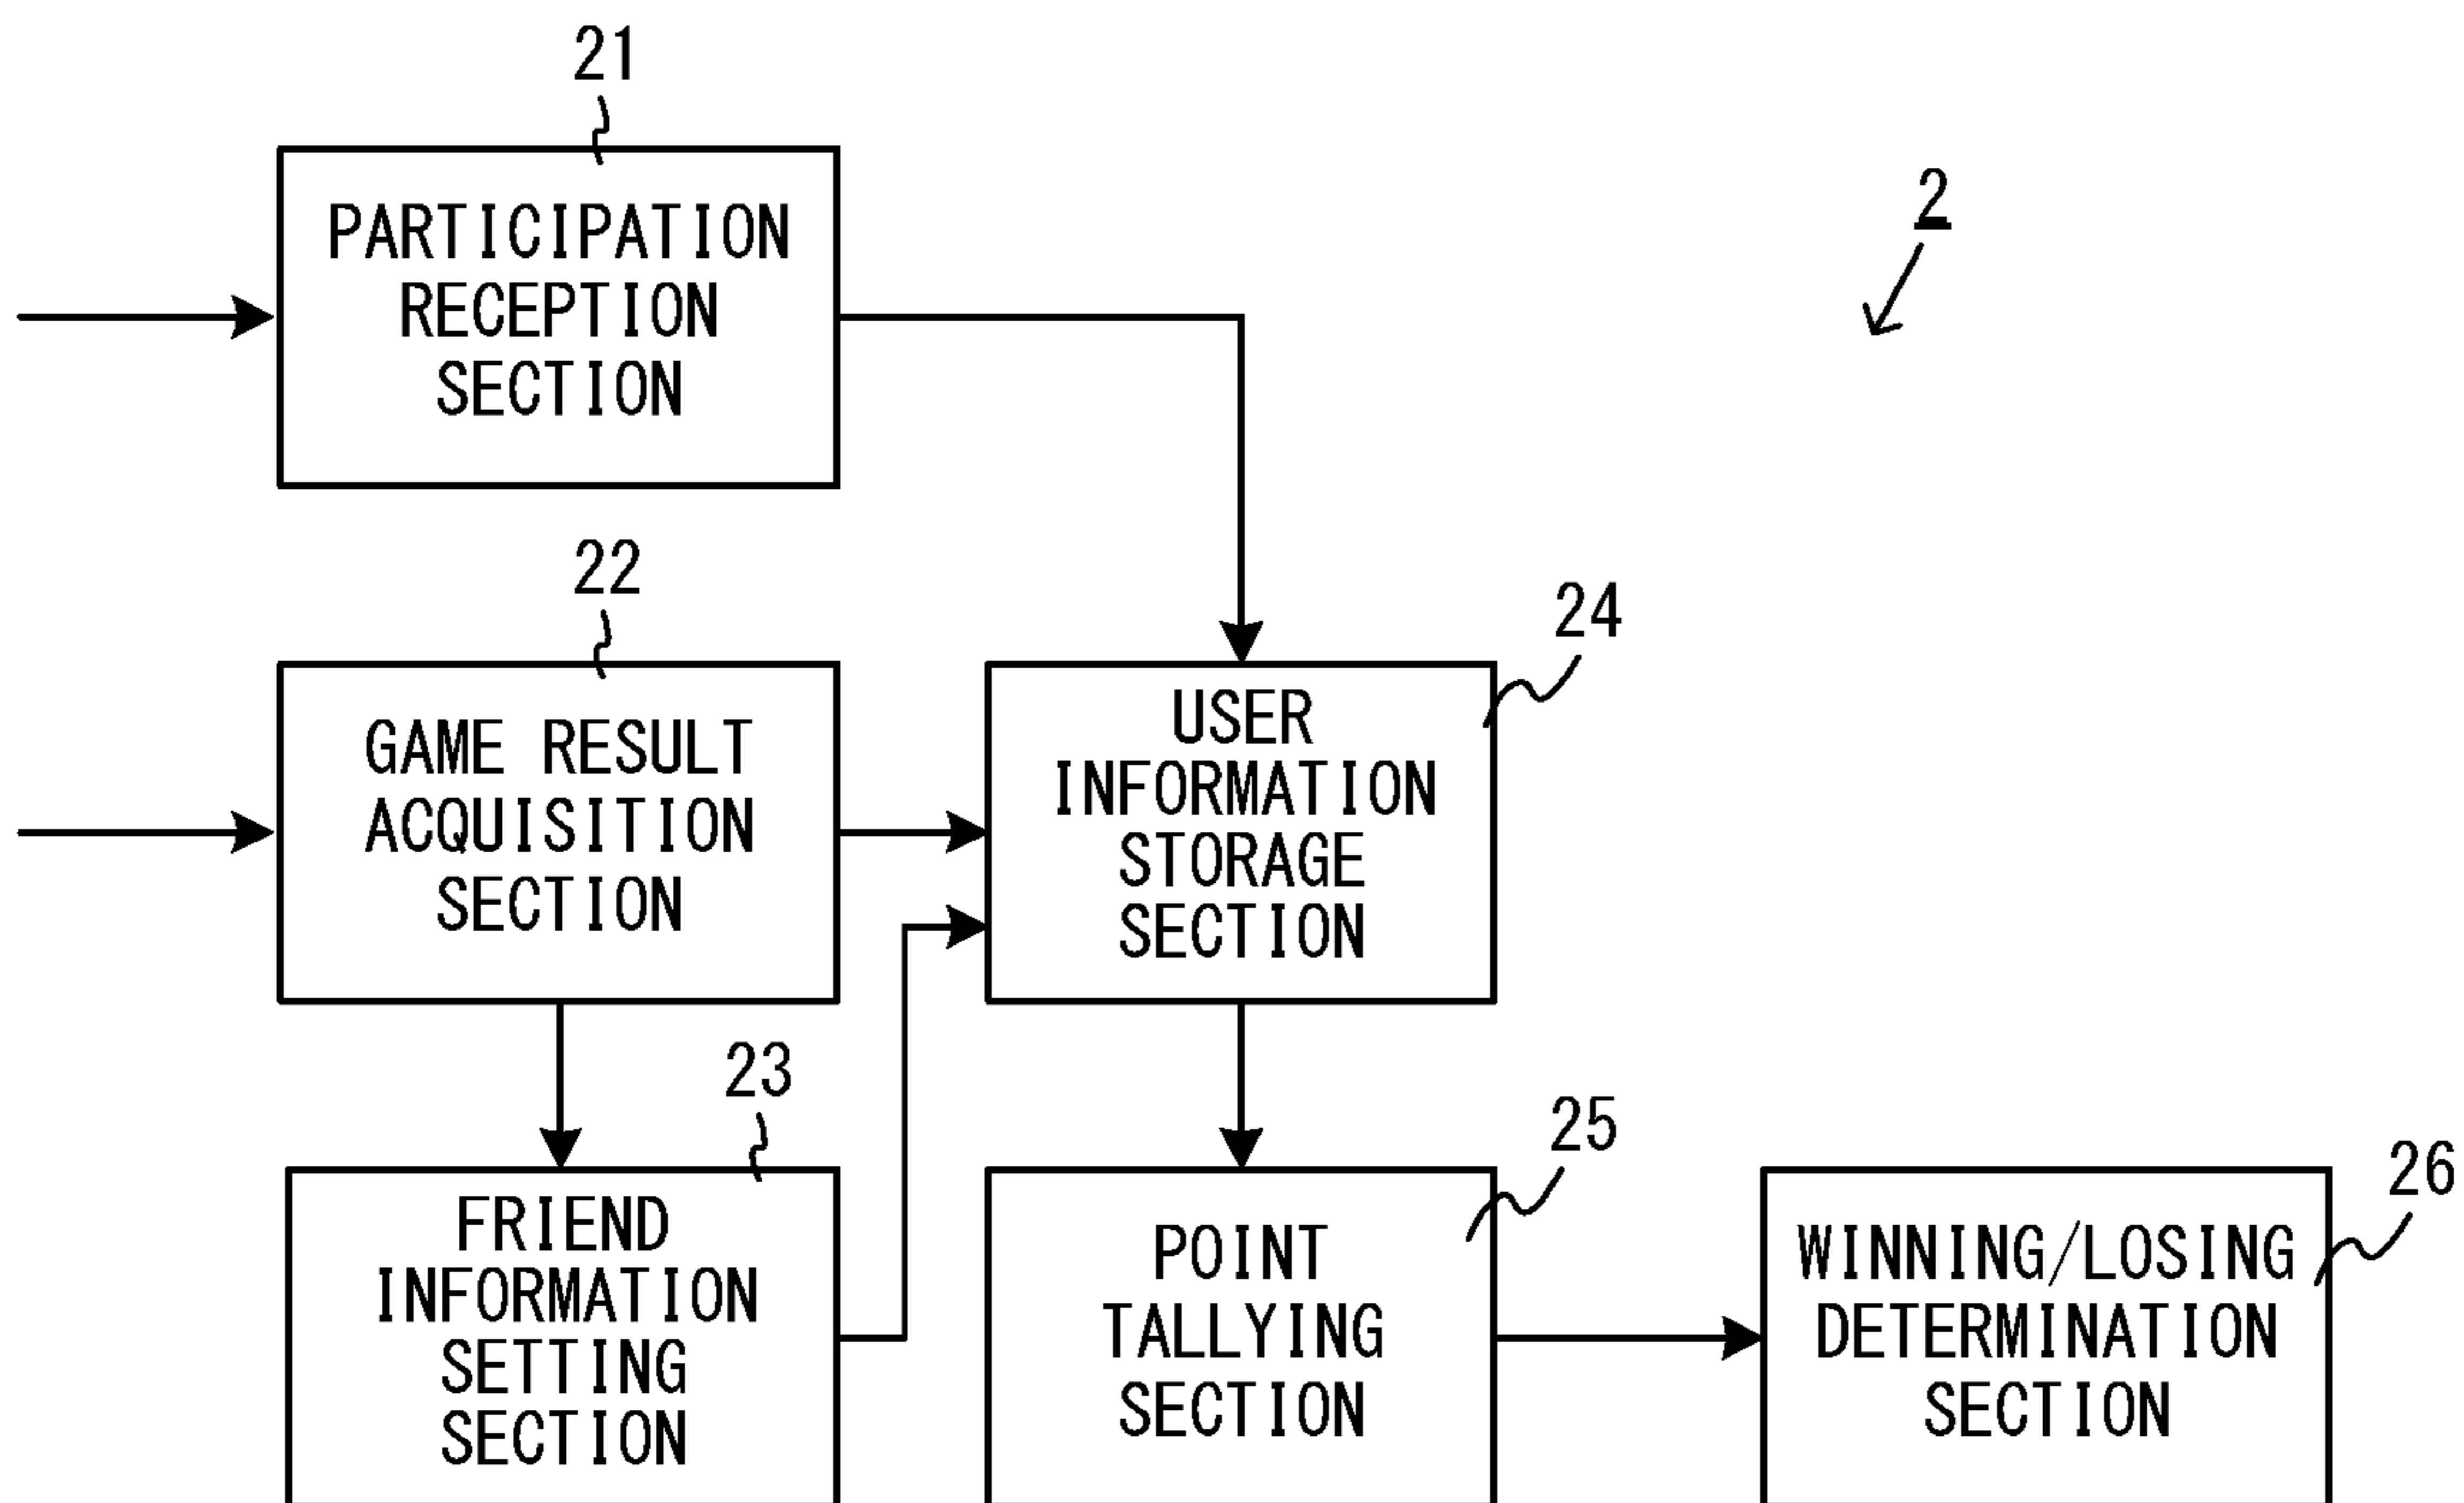 21
PARTICIPATION
RECEPTION
SECTION
2
22
GAME RESULT
ACQUISITION
SECTION
24
USER
INFORMATION
STORAGE
SECTION
23
FRIEND
INFORMATION
SETTING
SECTION
25
POINT
TALLYING
SECTION
26
WINNING/LOSING
DETERMINATION
SECTION